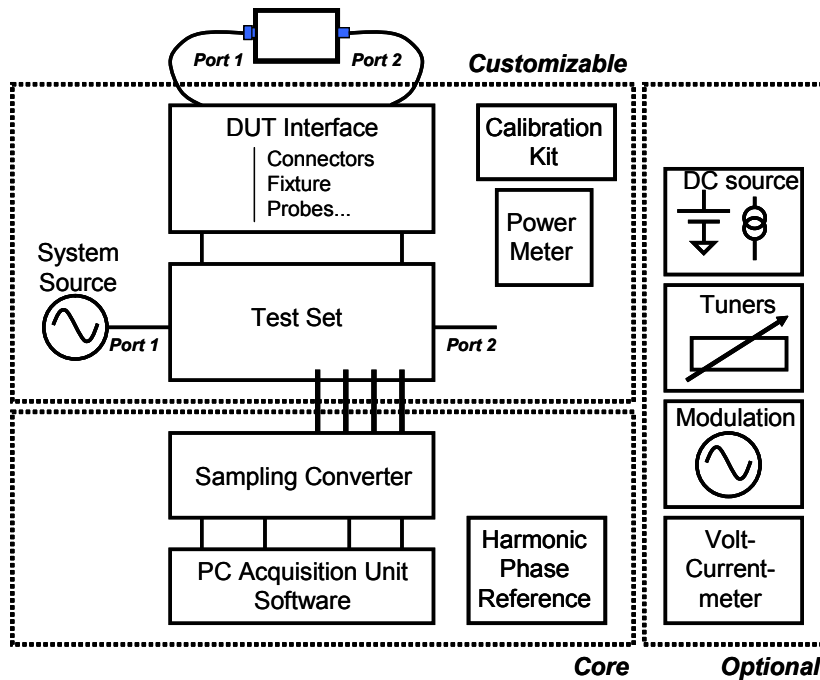 Port 1
Port 2
Customizable
DUT Interface
Connectors
Fixture
Probes...
Calibration
Kit
Power
Meter
System
Source
Port 1
Test Set
Port 2
DC source
Tuners
Modulation
Volt-
Current-
meter
Sampling Converter
PC Acquisition Unit
Software
Harmonic
Phase
Reference
Core
Optional